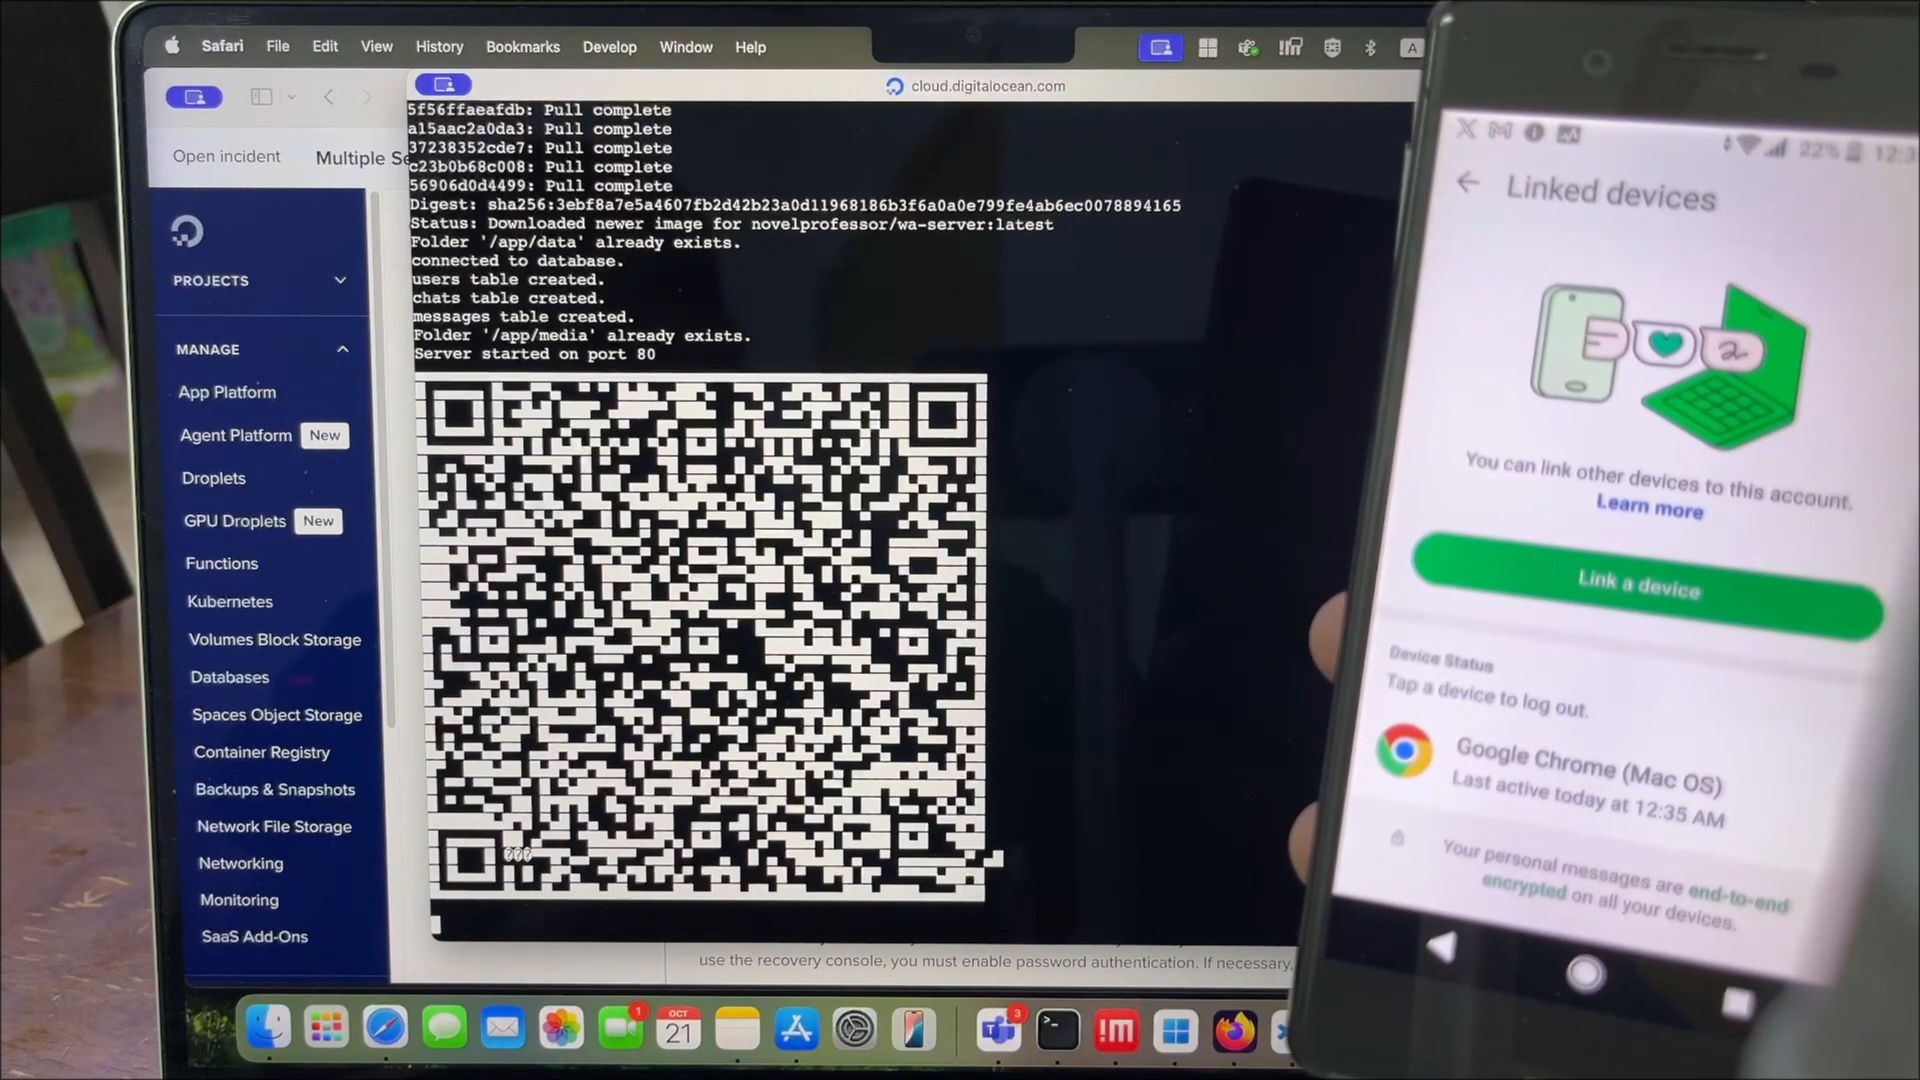 Safari File Edit View History Bookmarks Develop Window Help
A
cloud.digitalocean.com
Open incident
Multiple Se
PROJECTS
MANAGE
App Platform
Agent Platform New
Droplets
GPU Droplets New
Functions
Kubernetes
Volumes Block Storage
Databases
Spaces Object Storage
Container Registry
Backups & Snapshots
Network File Storage
Networking
Monitoring
SaaS Add-Ons
5f56ffaeafdb: Pull complete
a15aac2a0da3: Pull complete
37238352cde7: Pull complete
c23b0b68c008: Pull complete
56906d0d4499: Pull complete
Digest: sha256:3ebf8a7e5a4607fb2d42b23a0d11968186b3f6a0a0e799fe4ab6ec0078894165
Status: Downloaded newer image for novelprofessor/wa-server:latest
Folder '/app/data' already exists.
connected to database.
users table created.
chats table created.
messages table created.
Folder '/app/media' already exists.
Server started on port 80
???
use the recovery console, you must enable password authentication. If necessary,
1
OCT
21
3
22% 12:3
Linked devices
You can link other devices to this account.
Learn more
Link a device
Device Status
Tap a device to log out.
Google Chrome (Mac OS)
Last active today at 12:35 AM
Your personal messages are end-to-end
encrypted on all your devices.